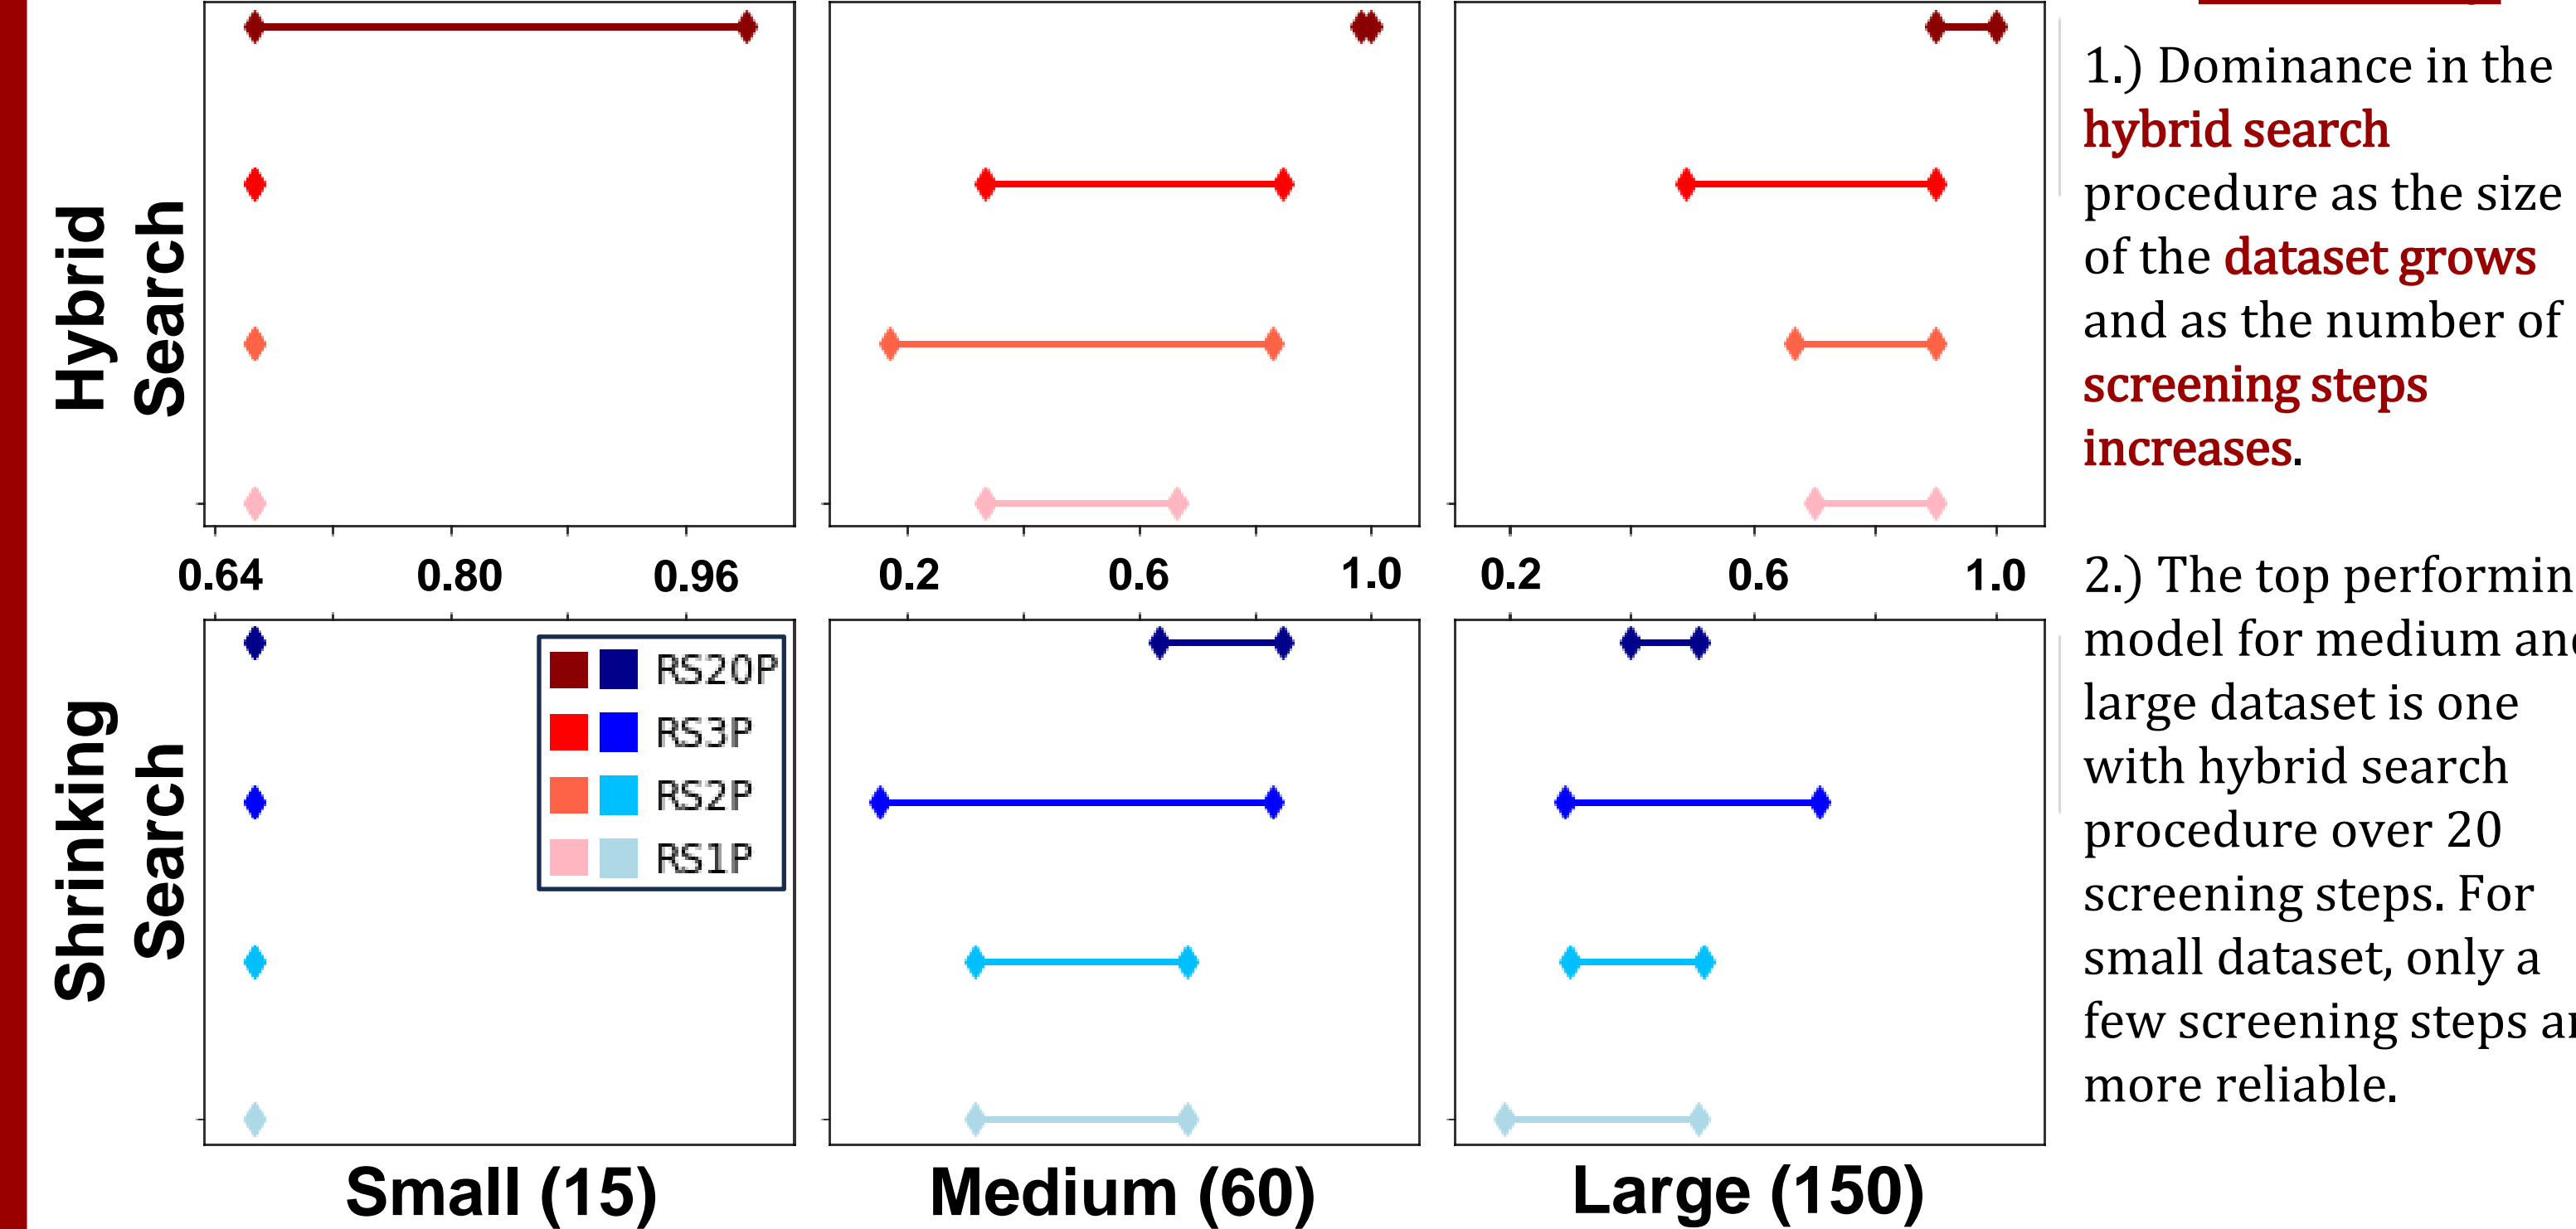 Hybrid
Search
0.64 0.80 0.96 0.2 0.6 1.0 0.2 0.6 1.0
Shrinking
Search
RS20P
RS3P
RS2P
RS1P
Small (15) Medium (60) Large (150)
1.) Dominance in the
hybrid search
procedure as the size
of the dataset grows
and as the number of
screening steps
increases.
2.) The top performin
model for medium and
large dataset is one
with hybrid search
procedure over 20
screening steps. For
small dataset, only a
few screening steps ar
more reliable.